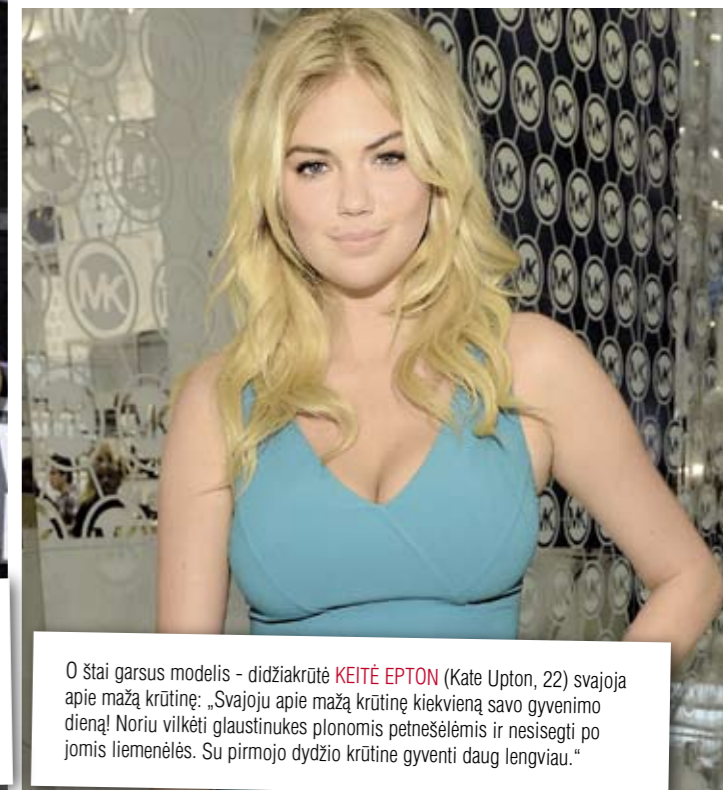 MK
O štai garsus modelis - didžiakrūtė KEITĖ EPTON (Kate Upton, 22) svajoja
apie mažą krūtinę: „Svajoju apie mažą krūtinę kiekvieną savo gyvenimo
dieną! Noriu vilkėti glaustinukes plonomis petnešėlėmis ir nesisegti po
jomis liemenėlės. Su pirmojo dydžio krūtine gyventi daug lengviau.“